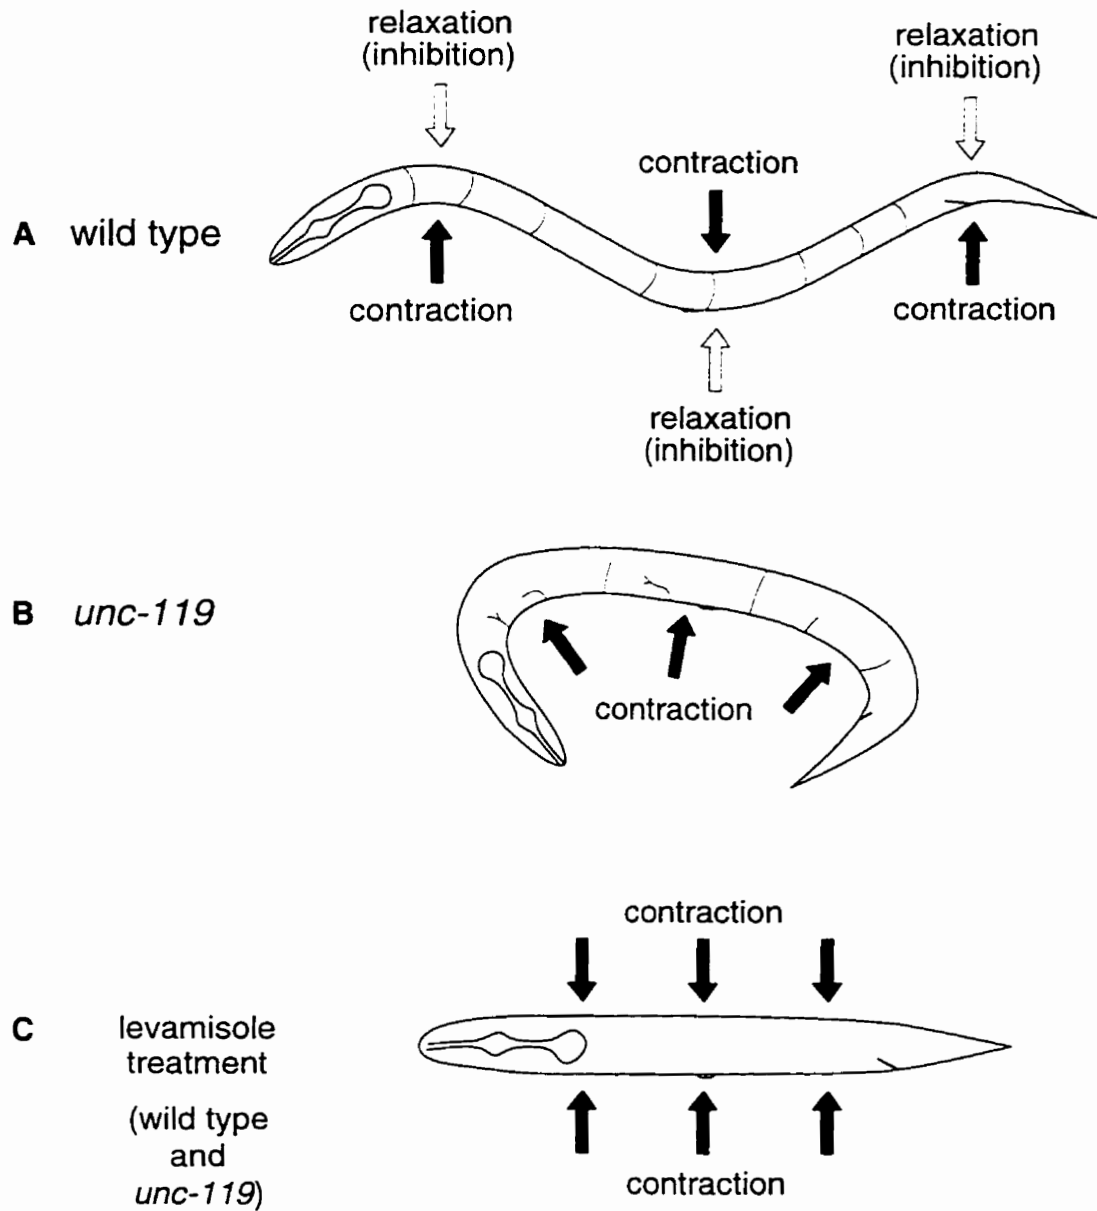 relaxation
(inhibition)
relaxation
(inhibition)
contraction
A wild type
contraction
contraction
relaxation
(inhibition)
B unc-119
contraction
contraction
C levamisole
treatment
(wild type
and
unc-119)
contraction